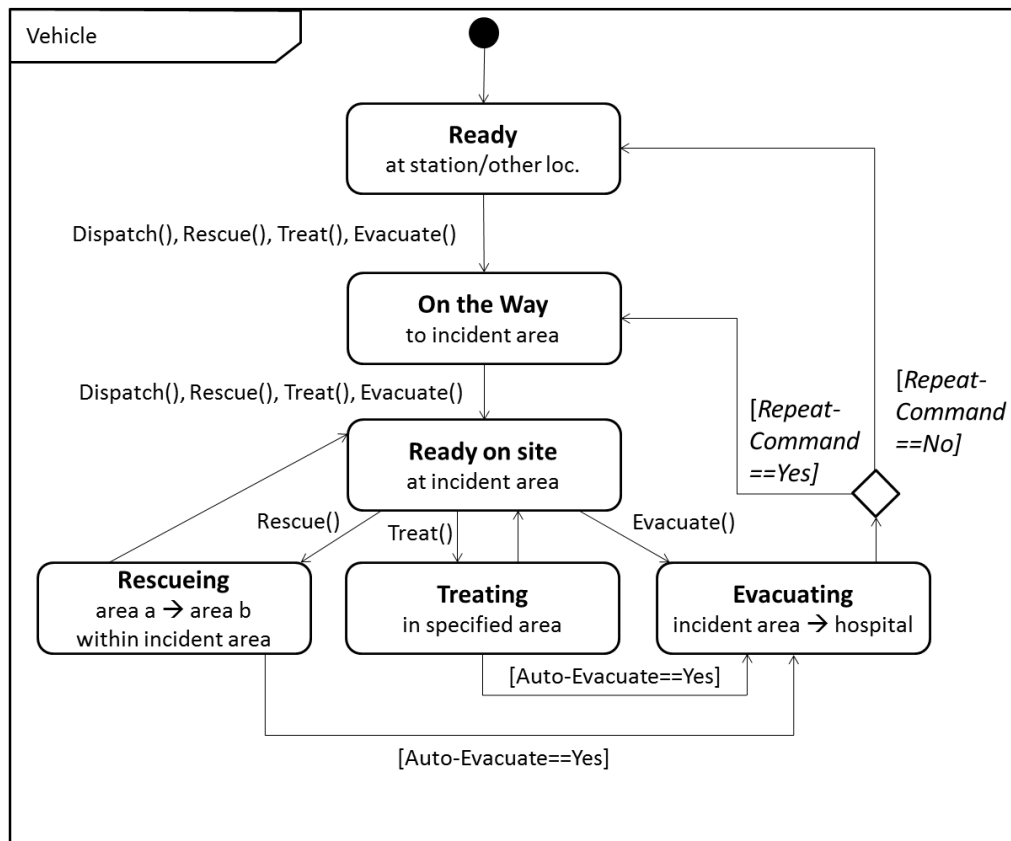 Vehicle
Ready
at station/other loc.
Dispatch(), Rescue(), Treat(), Evacuate()
On the Way
to incident area
Dispatch(), Rescue(), Treat(), Evacuate()
[Repeat-
Command
==Yes]
[Repeat-
Command
==No]
Ready on site
at incident area
Rescue()
Treat()
Evacuate()
Rescueing
area a → area b
within incident area
Treating
in specified area
Evacuating
incident area → hospital
[Auto-Evacuate==Yes]
[Auto-Evacuate==Yes]